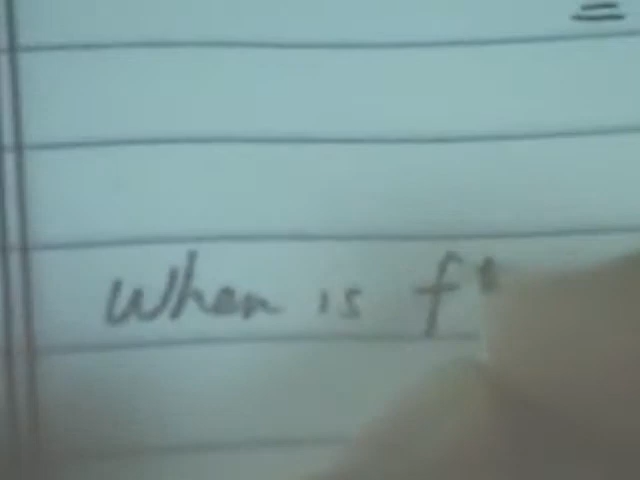 =
When is f'